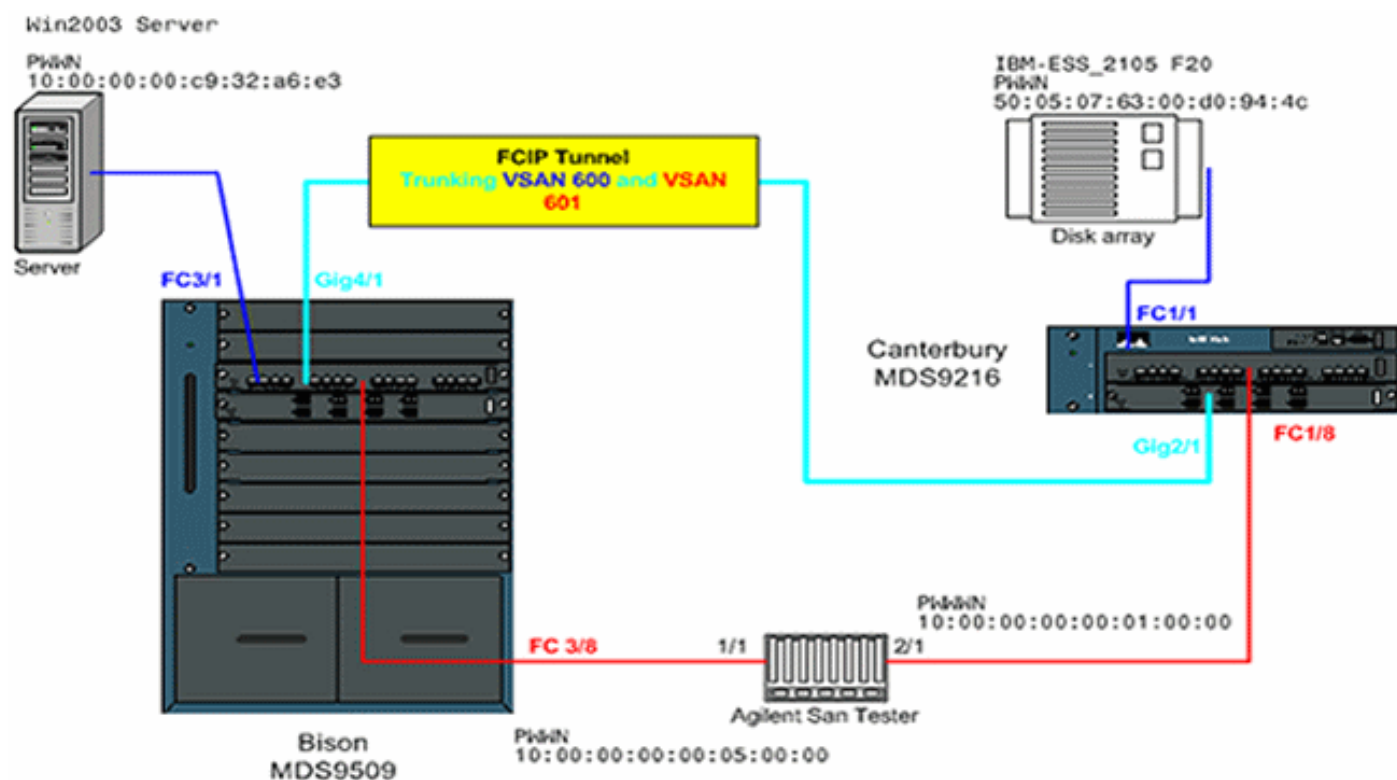 Win2003 Server
PWWN
10:00:00:00:c9:32:a6:e3
Server
IBM-ESS_2105 F20
PWWN
50:05:07:63:00:d0:94:4c
Disk array
FCIP Tunnel
Trunking VSAN 600 and VSAN
601
FC3/1
Gig4/1
FC1/1
Canterbury
MDS9216
Gig2/1
FC1/8
PWWWN
10:00:00:00:00:01:00:00
FC 3/8
1/1
2/1
Agilent San Tester
Bison
MDS9509
PWWN
10:00:00:00:00:05:00:00